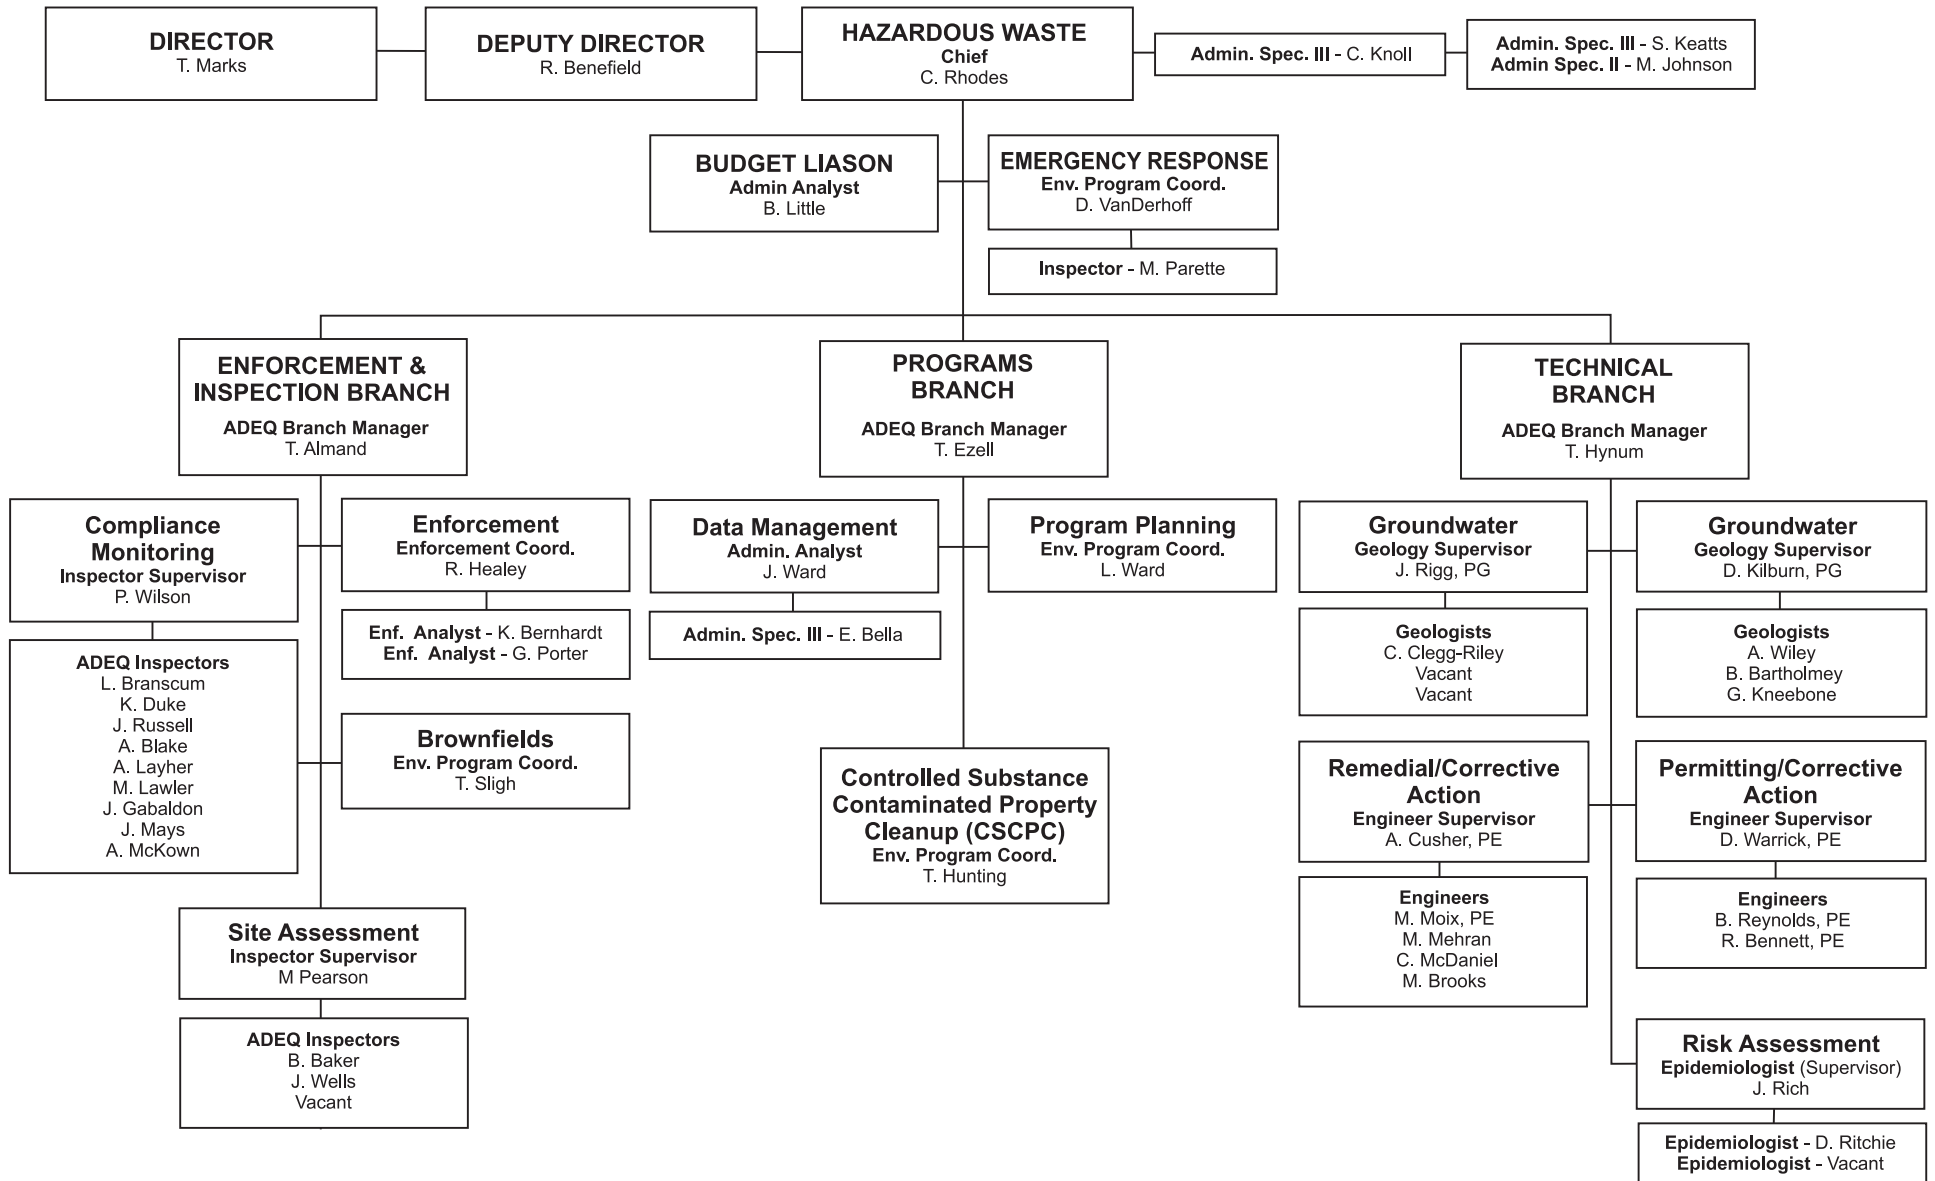 DIRECTOR
T. Marks
DEPUTY DIRECTOR
R. Benefield
HAZARDOUS WASTE
Chief
C. Rhodes
Admin. Spec. III - C. Knoll
Admin. Spec. III - S. Keatts
Admin Spec. II - M. Johnson
BUDGET LIASON
Admin Analyst
B. Little
EMERGENCY RESPONSE
Env. Program Coord.
D. VanDerhoff
Inspector - M. Parette
ENFORCEMENT &
INSPECTION BRANCH
ADEQ Branch Manager
T. Almand
Compliance
Monitoring
Inspector Supervisor
P. Wilson
ADEQ Inspectors
L. Branscum
K. Duke
J. Russell
A. Blake
A. Layher
M. Lawler
J. Gabaldon
J. Mays
A. McKown
Enforcement
Enforcement Coord.
R. Healey
Enf. Analyst - K. Bernhardt
Enf. Analyst - G. Porter
Brownfields
Env. Program Coord.
T. Sligh
Site Assessment
Inspector Supervisor
M Pearson
ADEQ Inspectors
B. Baker
J. Wells
Vacant
PROGRAMS
BRANCH
ADEQ Branch Manager
T. Ezell
Data Management
Admin. Analyst
J. Ward
Admin. Spec. III - E. Bella
Program Planning
Env. Program Coord.
L. Ward
Controlled Substance
Contaminated Property
Cleanup (CSCPC)
Env. Program Coord.
T. Hunting
TECHNICAL
BRANCH
ADEQ Branch Manager
T. Hynum
Groundwater
Geology Supervisor
J. Rigg, PG
Geologists
C. Clegg-Riley
Vacant
Vacant
Groundwater
Geology Supervisor
D. Kilburn, PG
Geologists
A. Wiley
B. Bartholmey
G. Kneebone
Remedial/Corrective
Action
Engineer Supervisor
A. Cusher, PE
Engineers
M. Moix, PE
M. Mehran
C. McDaniel
M. Brooks
Permitting/Corrective
Action
Engineer Supervisor
D. Warrick, PE
Engineers
B. Reynolds, PE
R. Bennett, PE
Risk Assessment
Epidemiologist (Supervisor)
J. Rich
Epidemiologist - D. Ritchie
Epidemiologist - Vacant